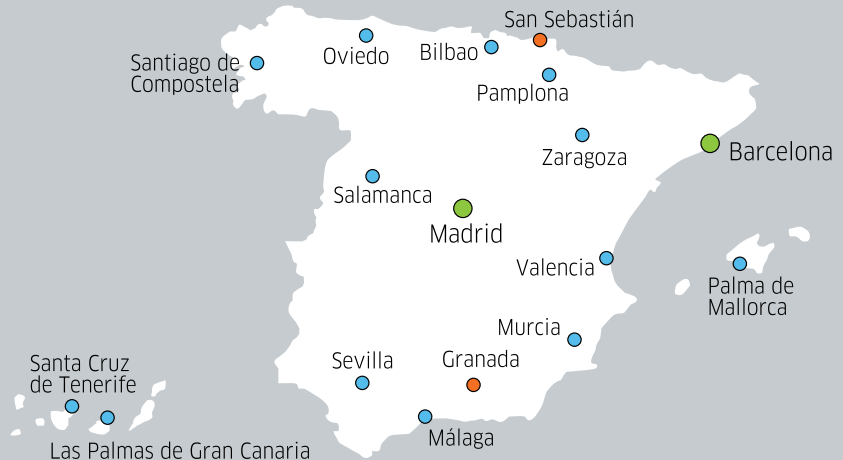 San Sebastián
Oviedo
Bilbao
Santiago de
Compostela
Pamplona
Zaragoza
Barcelona
Salamanca
Madrid
Valencia
Palma de
Mallorca
Murcia
Sevilla
Granada
Santa Cruz
de Tenerife
Málaga
Las Palmas de Gran Canaria